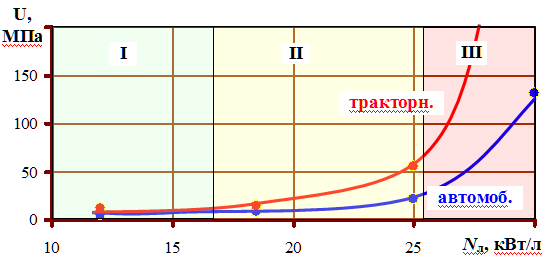 U,
МПа
I
II
III
150
100
50
0
тракторн.
автомоб.
10
15
20
25
Nл, кВт/л